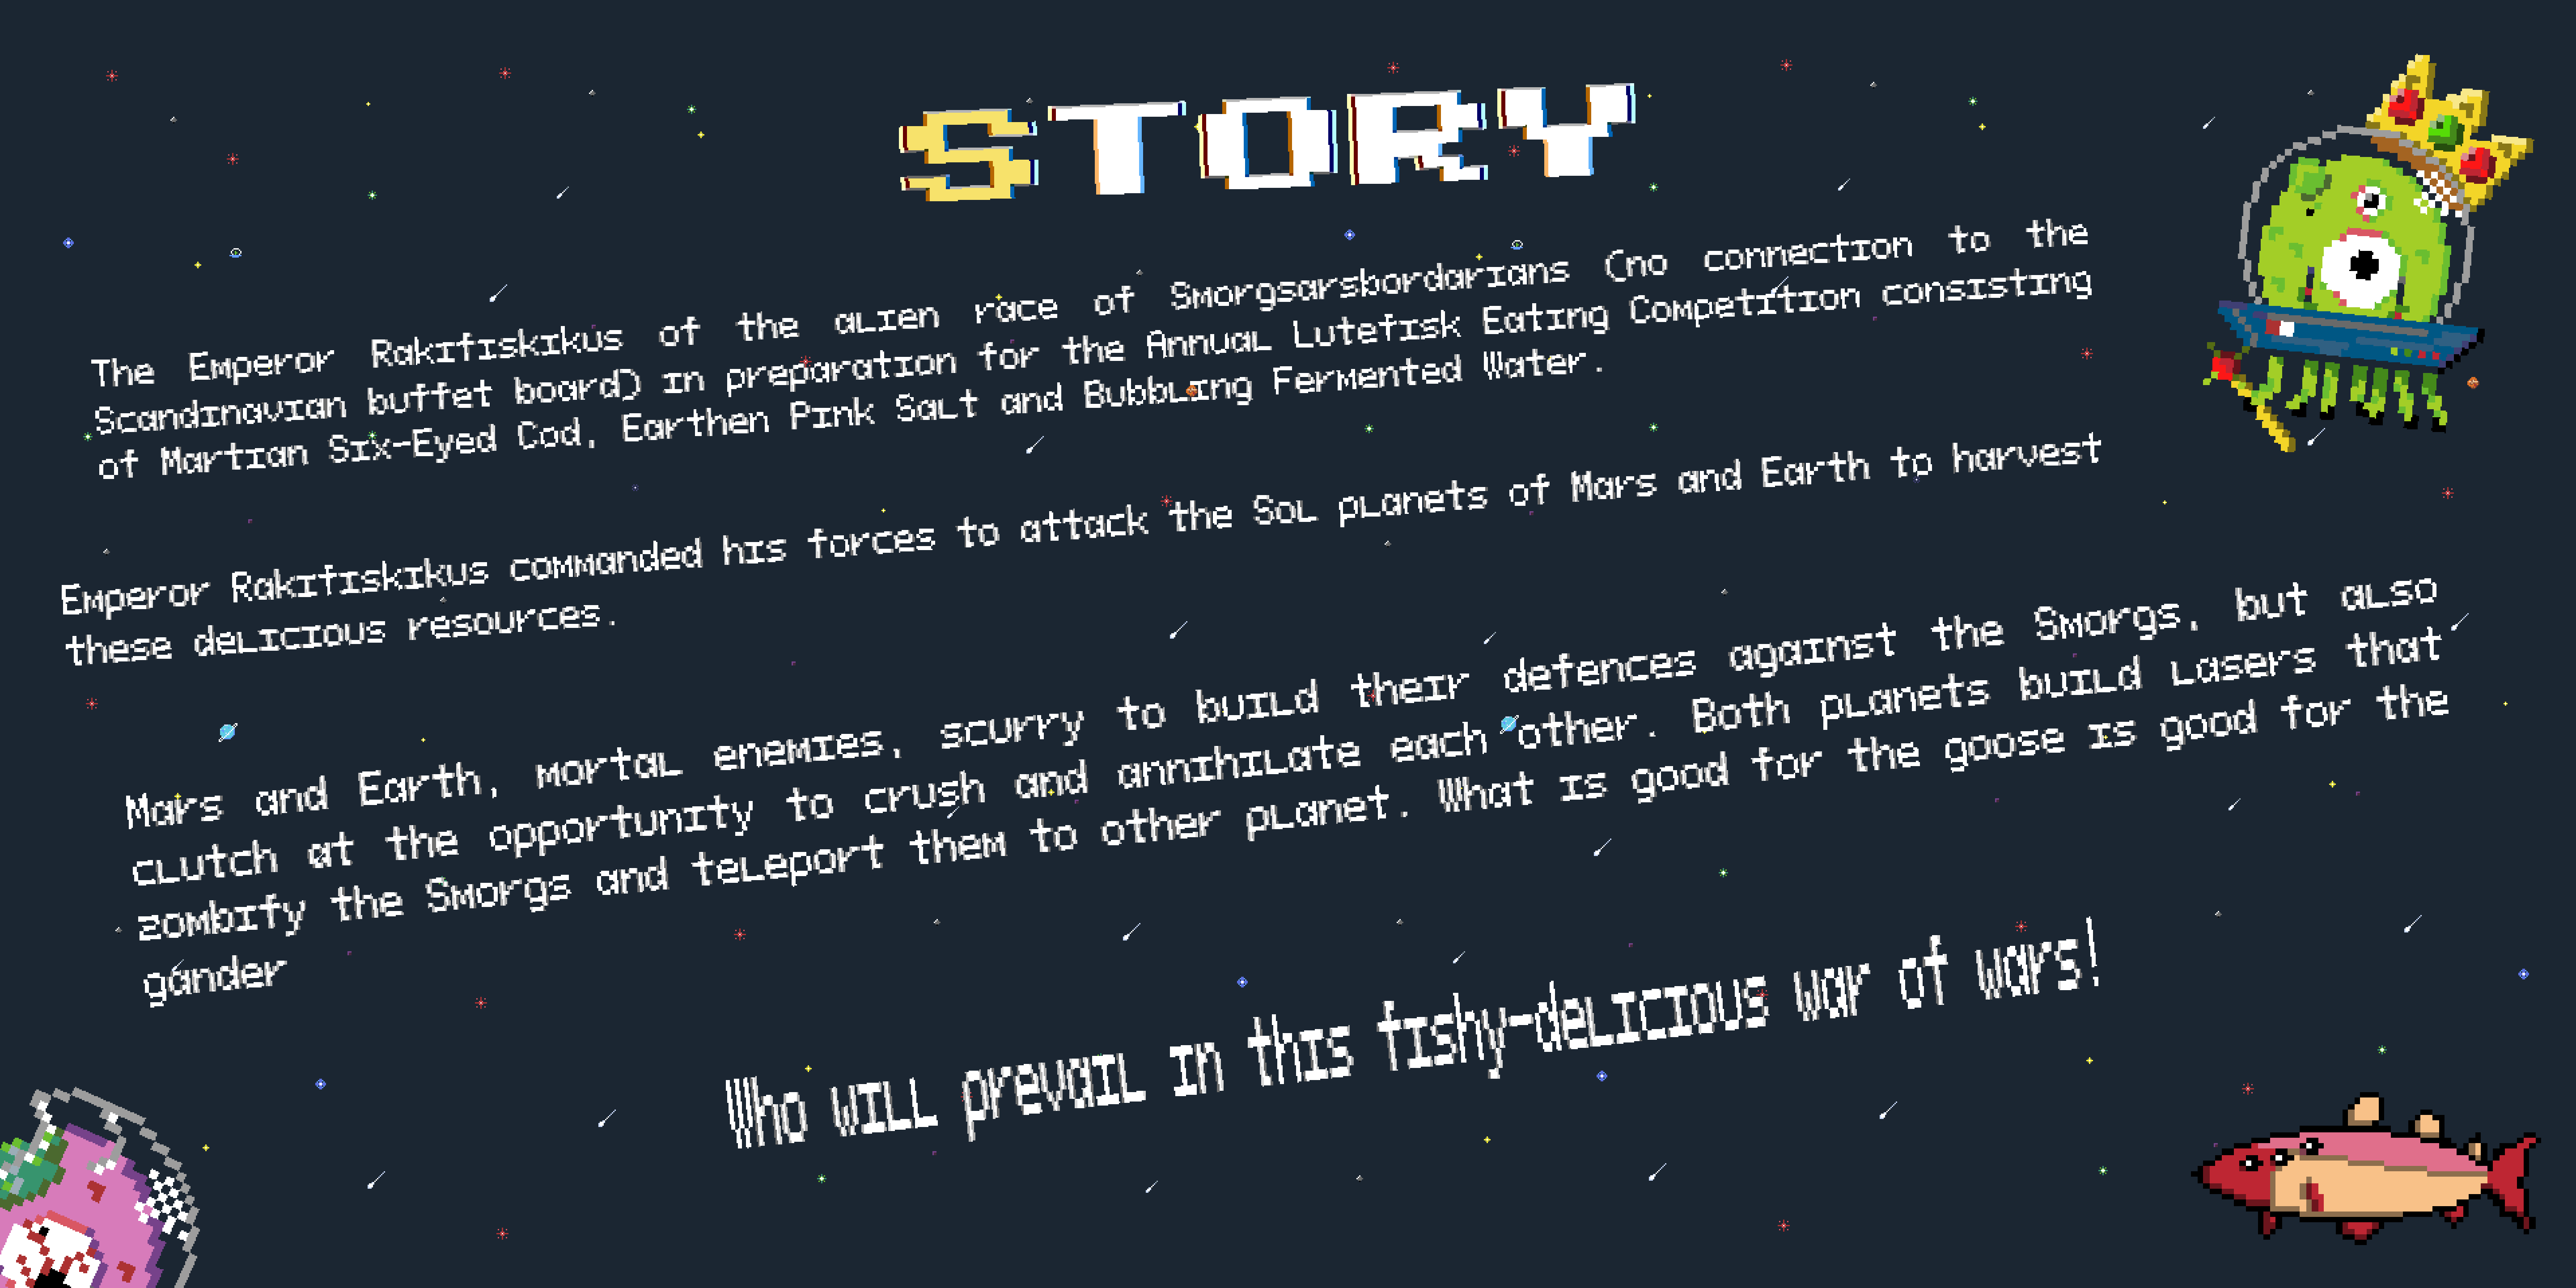 STORY
The Emperor Rakifiskikus of the alien race of Smorgsarsbordarians (no connection to the
Scandinavian buffet board) in preparation for the Annual Lutefisk Eating Competition consisting
of Martian Six-Eyed Cod, Earthen Pink Salt and Bubbling Fermented Water.
Emperor Rakifiskikus commanded his forces to attack the Sol planets of Mars and Earth to harvest
these delicious resources.
Mars and Earth, mortal enemies, scurry to build their defences against the Smorgs, but also
clutch at the opportunity to crush and annihilate each other. Both planets build lasers that
zombify the Smorgs and teleport them to other planet. What is good for the goose is good for the
gander
Who will prevail in this fishy-delicious war of wars!